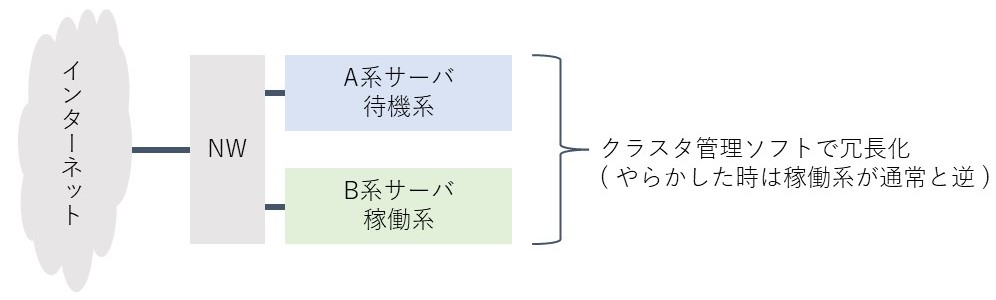 インターネット
NW
A系サーバ
待機系
B系サーバ
稼働系
クラスタ管理ソフトで冗長化
( やらかした時は稼働系が通常と逆 )